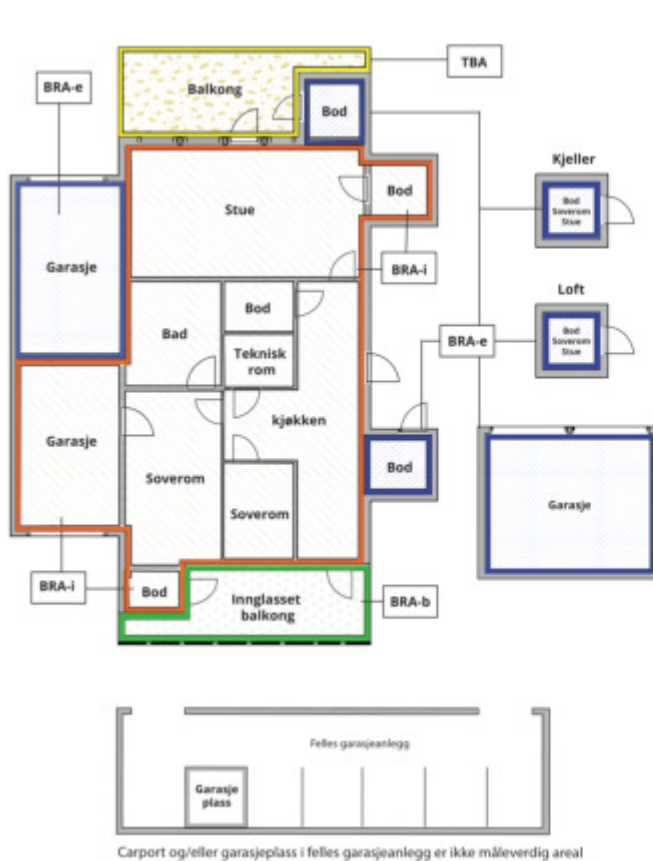 TBA
BRA-e
Balkong
Bod
Kjeller
Bod
Soverom
Stue
Stue
Bod
Garasje
BRA-i
Loft
Bod
Soverom
Stue
Bad
Bod
Teknisk
rom
BRA-e
Garasje
kjøkken
Bod
Soverom
Soverom
Garasje
BRA-i
Bod
Innglasset
balkong
BRA-b
Felles garasjeanlegg
Garasje
plass
Carport og/eller garasjeplass i felles garasjeanlegg er ikke måleverdig areal